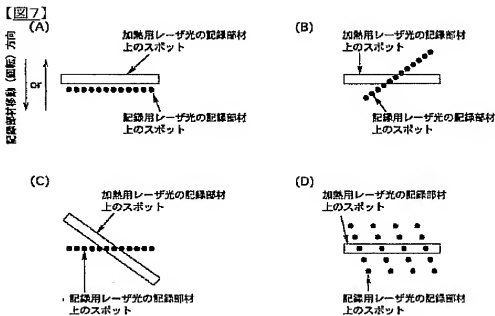 【図7】
(A)
加熱用レーザ光の記録部材
上のスポット
記録用レーザ光の記録部材
上のスポット
記録部材移動（回転）方向
or
(B)
加熱用レーザ光の記録部材
上のスポット
記録用レーザ光の記録部材
上のスポット
(C)
加熱用レーザ光の記録部材
上のスポット
記録用レーザ光の記録部材
上のスポット
(D)
加熱用レーザ光の記録部材
上のスポット
記録用レーザ光の記録部材
上のスポット